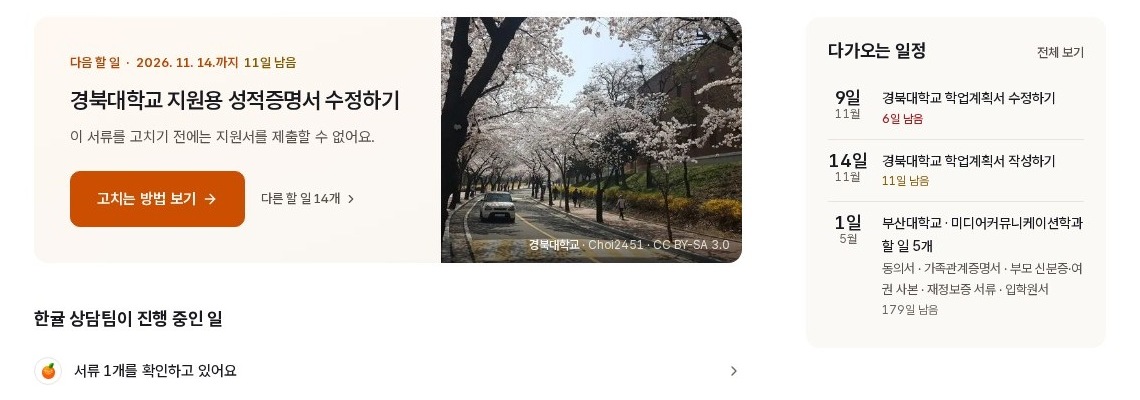 다음 할 일 · 2026. 11. 14.까지 11일 남음
경북대학교 지원용 성적증명서 수정하기
이 서류를 고치기 전에는 지원서를 제출할 수 없어요.
고치는 방법 보기 →
다른 할 일 14개 >
경북대학교 · Choi2451 · CC BY-SA 3.0
한귤 상담팀이 진행 중인 일
서류 1개를 확인하고 있어요
다가오는 일정
전체 보기
9일
11월
경북대학교 학업계획서 수정하기
6일 남음
14일
11월
경북대학교 학업계획서 작성하기
11일 남음
1일
5월
부산대학교 · 미디어커뮤니케이션학과
할 일 5개
동의서 · 가족관계증명서 · 부모 신분증·여
권 사본 · 재정보증 서류 · 입학원서
179일 남음